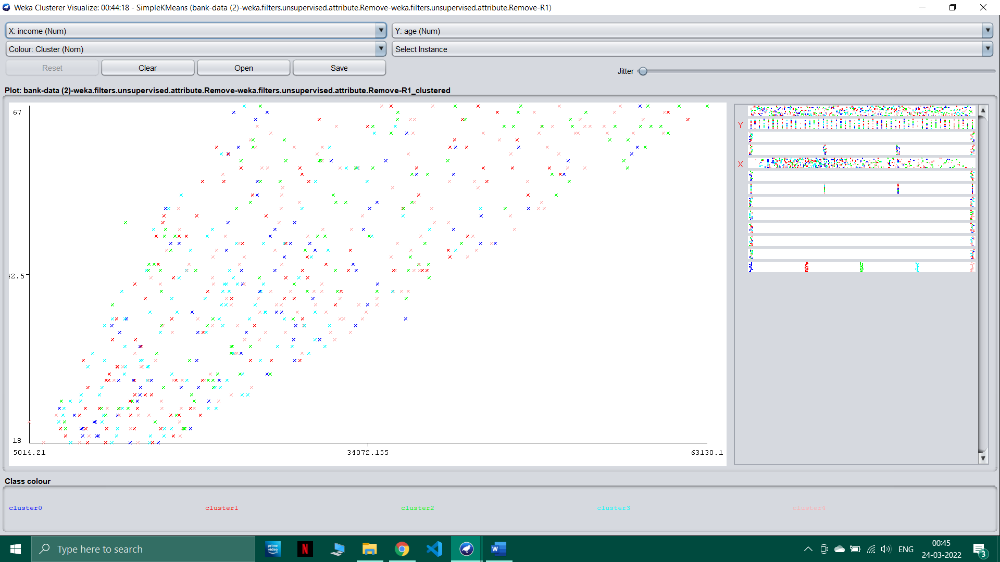 Weka Clusterer Visualize: 00:44:18 - SimpleKMeans (bank-data (2)-weka.filters.unsupervised.attribute.Remove-weka.filters.unsupervised.attribute.Remove-R1)
X: income (Num)
Y: age (Num)
Colour: Cluster (Nom)
Select Instance
Reset
Clear
Open
Save
Jitter
Plot: bank-data (2)-weka.filters.unsupervised.attribute.Remove-weka.filters.unsupervised.attribute.Remove-R1_clustered
67
Y
X
42.5
18
5014.21
34072.155
63130.1
Class colour
cluster0
cluster1
cluster2
cluster3
cluster4
Type here to search
prime video
N
W
ENG
00:45
24-03-2022
3